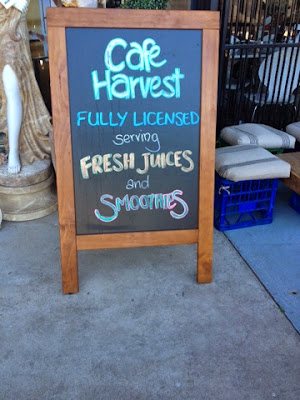 Cafe
Harvest
FULLY LICENSED
serving
FRESH JUICES
and
SMOOTHIES